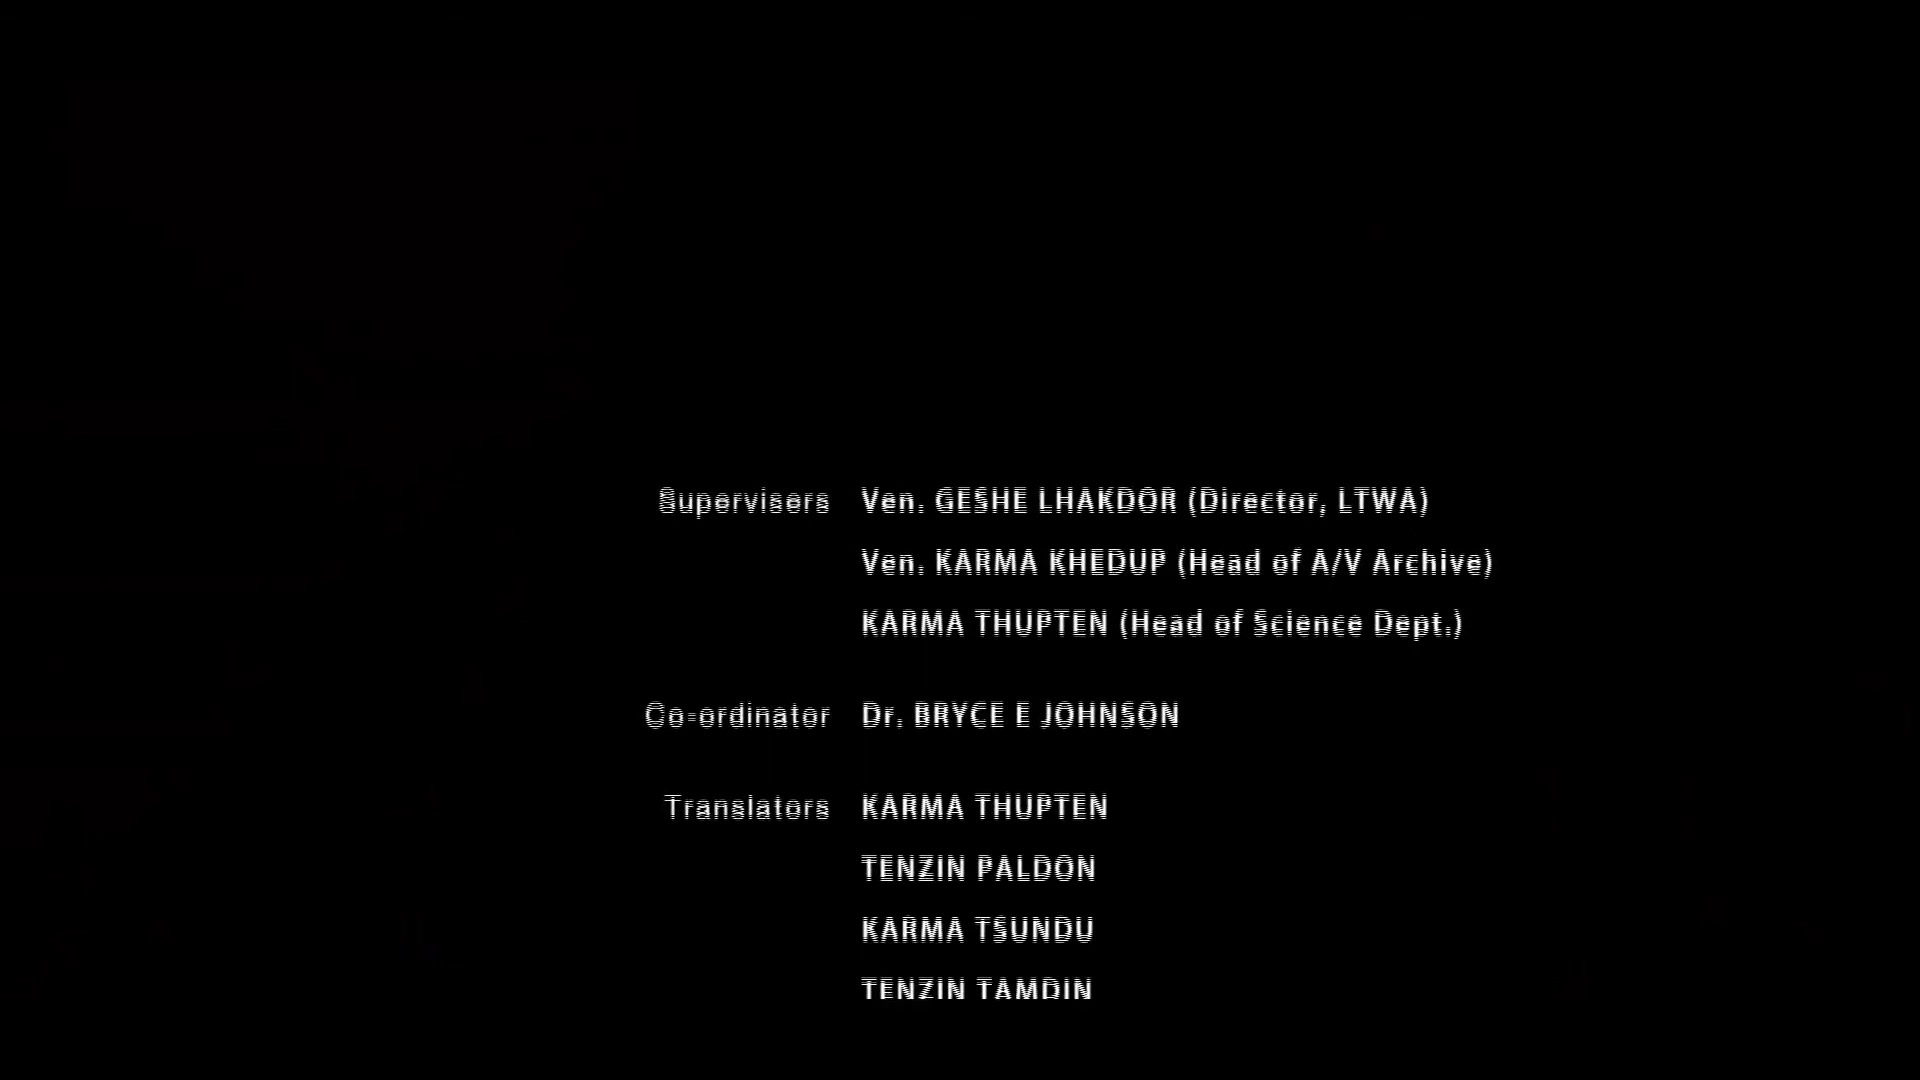 Supervisers Ven. GESHE LHAKDOR (Director, LTWA)
Ven. KARMA KHEDUP (Head of A/V Archive)
KARMA THUPTEN (Head of Science Dept.)
Co-ordinator Dr. BRYCE E JOHNSON
Translators KARMA THUPTEN
TENZIN PALDON
KARMA TSUNDU
TENZIN TAMDIN